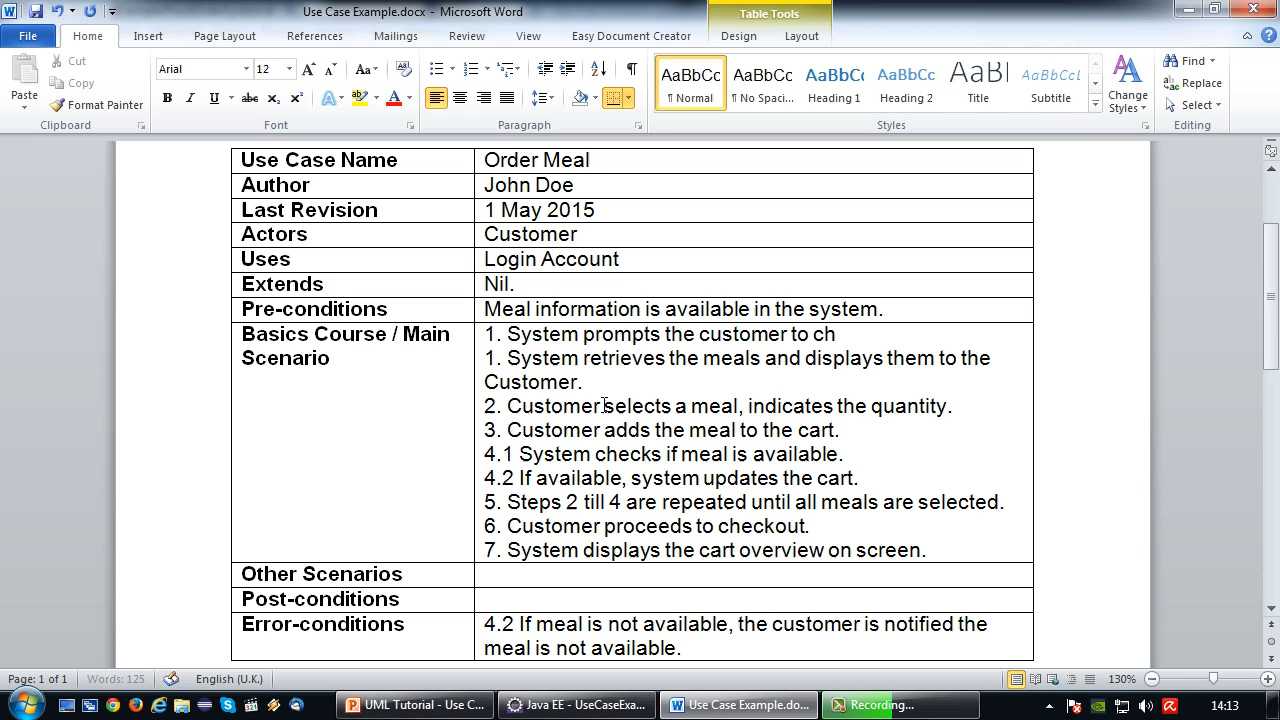 Use Case Example.docx - Microsoft Word
Table Tools
File Home Insert Page Layout References Mailings Review View Easy Document Creator Design Layout
Paste
Cut
Copy
Format Painter
Clipboard
Arial 12
Font
Paragraph
AaBbCc AaBbCc AaBbCc AaBbCc AaBI AaBbCcl
¶ Normal ¶ No Spaci... Heading 1 Heading 2 Title Subtitle
Change Styles
Styles
Find
Replace
Select
Editing
Use Case Name Order Meal
Author John Doe
Last Revision 1 May 2015
Actors Customer
Uses Login Account
Extends Nil.
Pre-conditions Meal information is available in the system.
Basics Course / Main 1. System prompts the customer to ch
Scenario 1. System retrieves the meals and displays them to the
Customer.
2. Customer selects a meal, indicates the quantity.
3. Customer adds the meal to the cart.
4.1 System checks if meal is available.
4.2 If available, system updates the cart.
5. Steps 2 till 4 are repeated until all meals are selected.
6. Customer proceeds to checkout.
7. System displays the cart overview on screen.
Other Scenarios
Post-conditions
Error-conditions 4.2 If meal is not available, the customer is notified the
meal is not available.
Page: 1 of 1 Words: 125 English (U.K.) 130%
UML Tutorial - Use C... Java EE - UseCaseExa... Use Case Example.do... Recording... 14:13